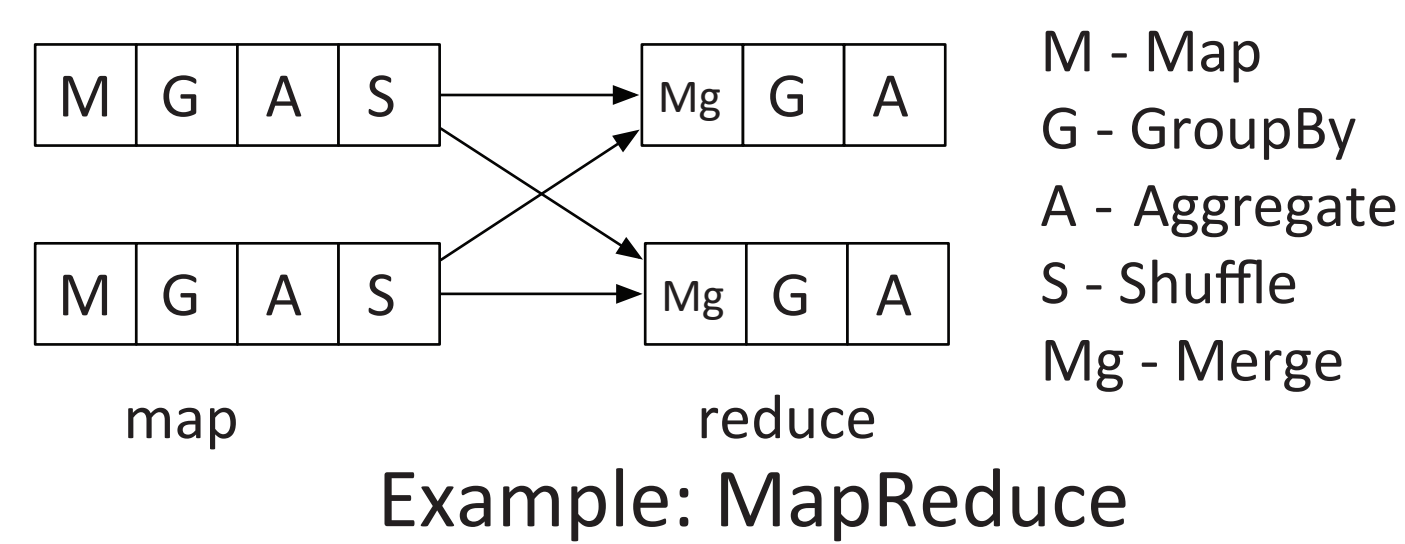 M G A S Mg G A
M G A S Mg G A
map reduce
M - Map
G - GroupBy
A - Aggregate
S - Shuffle
Mg - Merge
Example: MapReduce